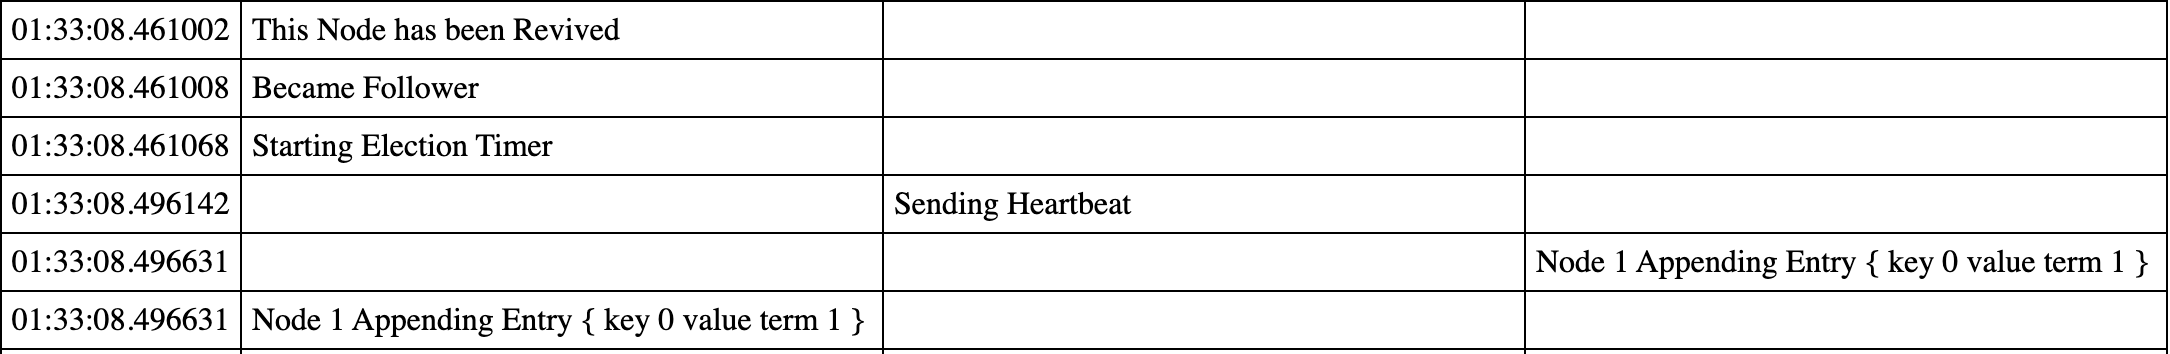 01:33:08.461002 This Node has been Revived
01:33:08.461008 Became Follower
01:33:08.461068 Starting Election Timer
01:33:08.496142 Sending Heartbeat
01:33:08.496631 Node 1 Appending Entry { key 0 value term 1 }
01:33:08.496631 Node 1 Appending Entry { key 0 value term 1 }